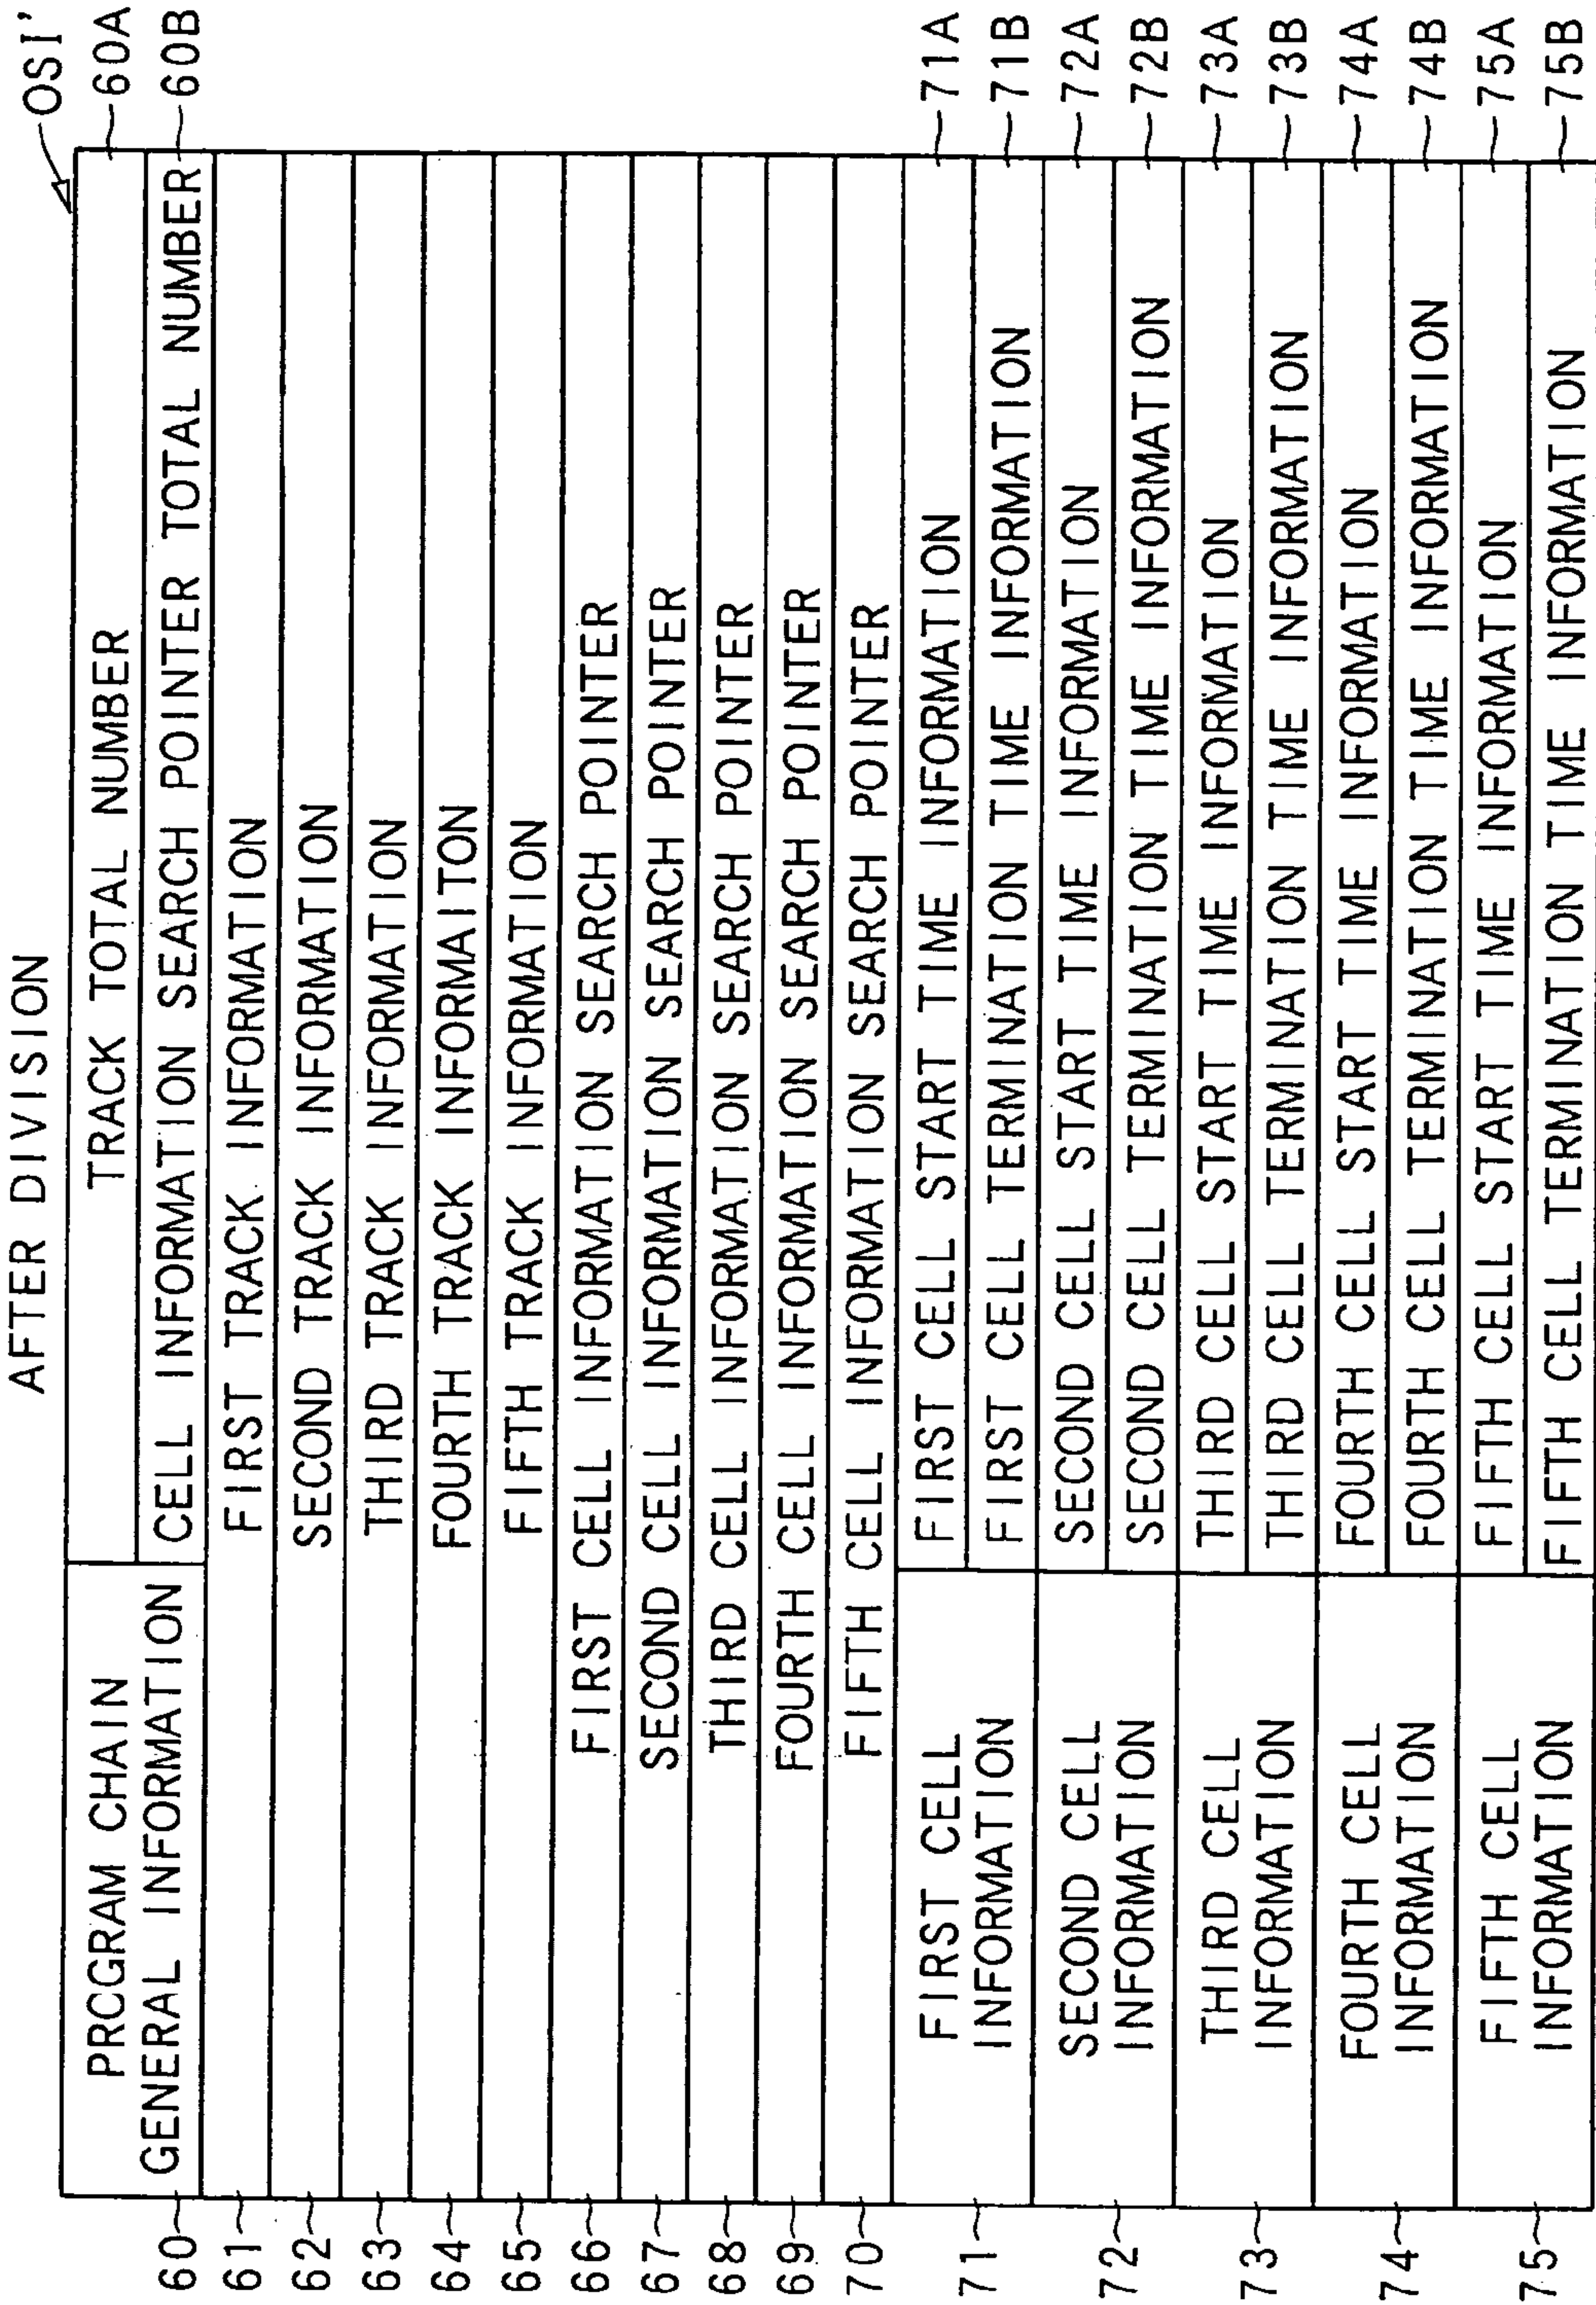 AFTER DIVISION
OSI'
60
PROGRAM CHAIN
GENERAL INFORMATION
TRACK TOTAL NUMBER
60A
CELL INFORMATION SEARCH POINTER TOTAL NUMBER
60B
61
FIRST TRACK INFORMATION
62
SECOND TRACK INFORMATION
63
THIRD TRACK INFORMATION
64
FOURTH TRACK INFORMAITON
65
FIFTH TRACK INFORMATION
66
FIRST CELL INFORMATION SEARCH POINTER
67
SECOND CELL INFORMATION SEARCH POINTER
68
THIRD CELL INFORMATION SEARCH POINTER
69
FOURTH CELL INFORMATION SEARCH POINTER
70
FIFTH CELL INFORMATION SEARCH POINTER
71
FIRST CELL
INFORMATION
FIRST CELL START TIME INFORMATION
71A
FIRST CELL TERMINATION TIME INFORMATION
71B
72
SECOND CELL
INFORMATION
SECOND CELL START TIME INFORMATION
72A
SECOND CELL TERMINATION TIME INFORMATION
72B
73
THIRD CELL
INFORMATION
THIRD CELL START TIME INFORMATION
73A
THIRD CELL TERMINATION TIME INFORMATION
73B
74
FOURTH CELL
INFORMATION
FOURTH CELL START TIME INFORMATION
74A
FOURTH CELL TERMINATION TIME INFORMATION
74B
75
FIFTH CELL
INFORMATION
FIFTH CELL START TIME INFORMATION
75A
FIFTH CELL TERMINATION TIME INFORMATION
75B